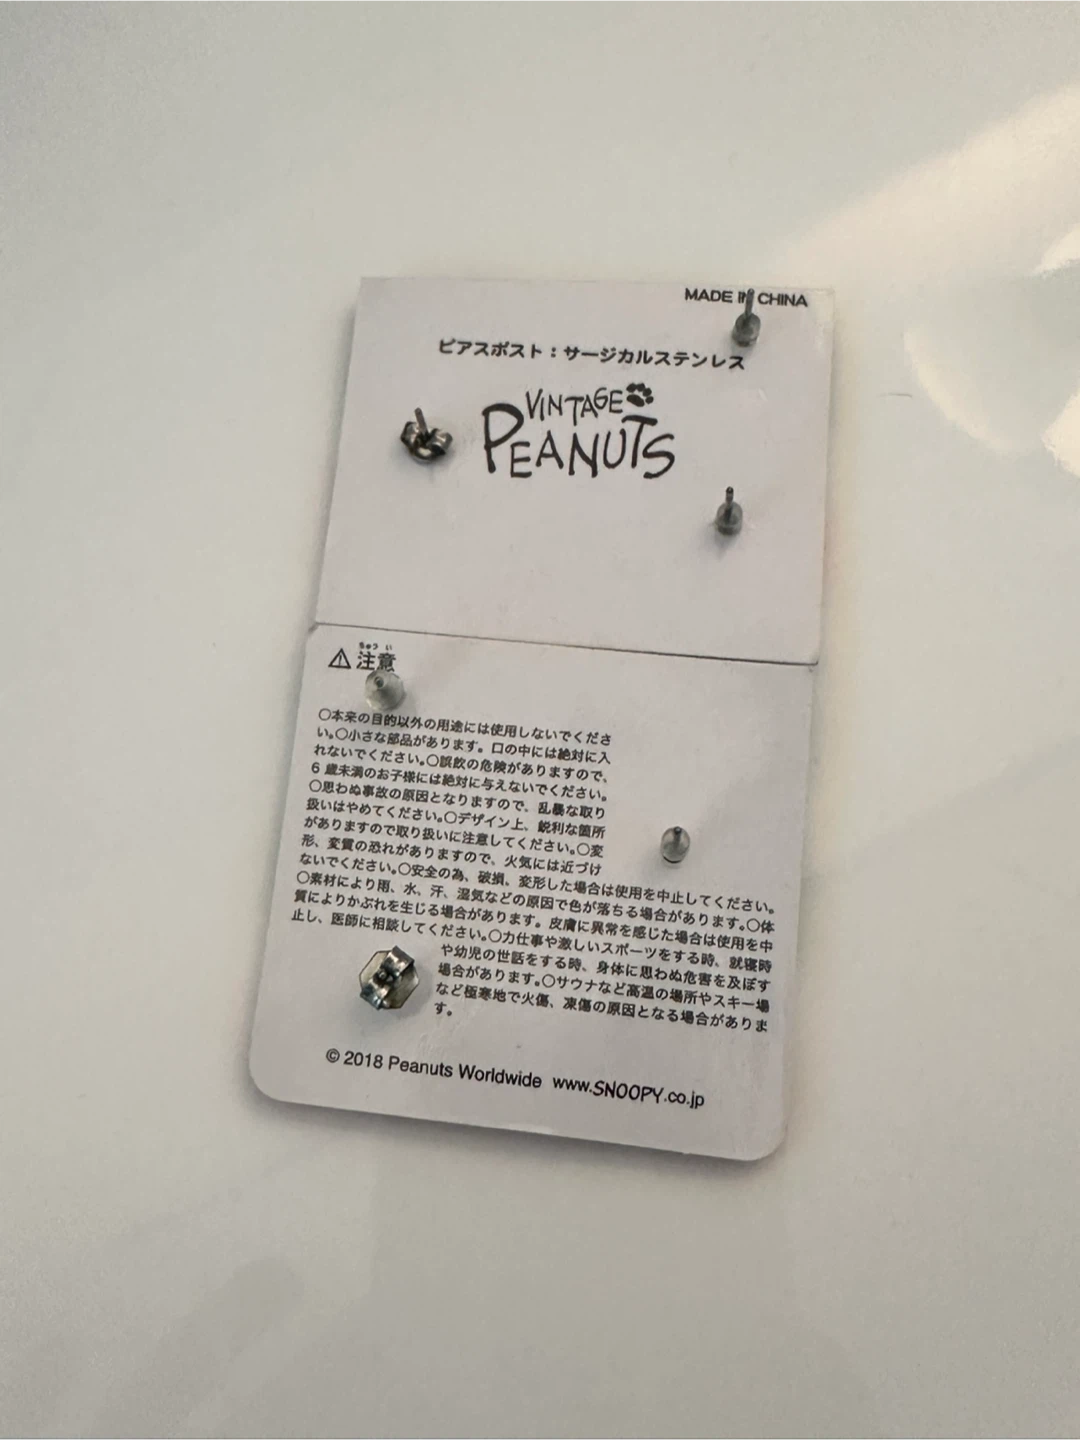 MADE IN CHINA
ピアスポスト：サージカルステンレス
VINTAGE
PEANUTS
ちゅうい
⚠注意
○本来の目的以外の用途には使用しないでくださ
い。○小さな部品があります。口の中には絶対に入
れないでください。○誤飲の危険がありますので、
6歳未満のお子様には絶対に与えないでください。
○思わぬ事故の原因となりますので、乱暴な取り
扱いはやめてください。○デザイン上、鋭利な箇所
がありますので取り扱いに注意してください。○変
形、変質の恐れがありますので、火気には近づけ
ないでください。○安全の為、破損、変形した場合は使用を中止してください。
○素材により雨、水、汗、湿気などの原因で色が落ちる場合があります。○体
質によりかぶれを生じる場合があります。皮膚に異常を感じた場合は使用を中
止し、医師に相談してください。○力仕事や激しいスポーツをする時、就寝時
や幼児の世話をする時、身体に思わぬ危害を及ぼす
場合があります。○サウナなど高温の場所やスキー場
など極寒地で火傷、凍傷の原因となる場合がありま
す。
© 2018 Peanuts Worldwide www.SNOOPY.co.jp